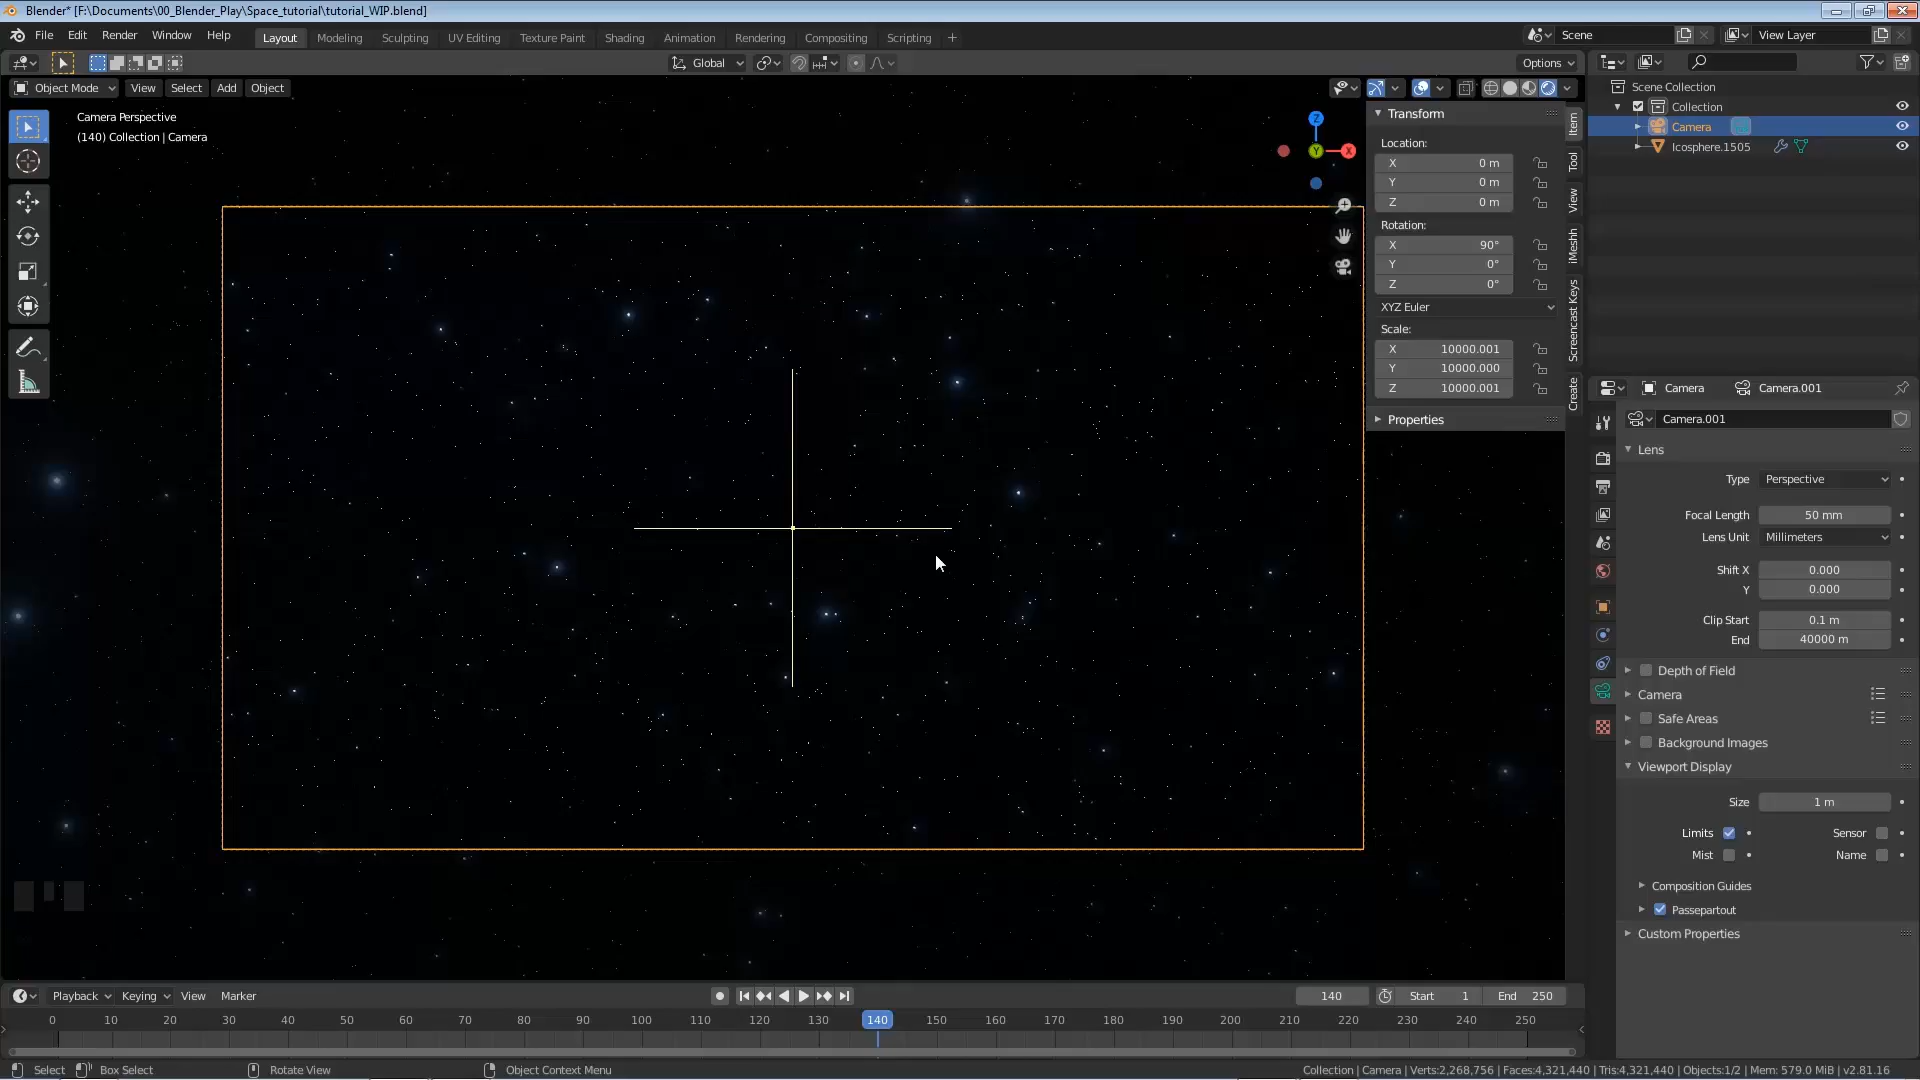 Blender* [F:\Documents\00_Blender_Play\Space_tutorial\tutorial_WIP.blend]
File Edit Render Window Help
Layout Modeling Sculpting UV Editing Texture Paint Shading Animation Rendering Compositing Scripting +
Scene
View Layer
Global
Options
Object Mode View Select Add Object
Camera Perspective
(140) Collection | Camera
Z
Y
X
Transform
Location:
X 0 m
Y 0 m
Z 0 m
Rotation:
X 90°
Y 0°
Z 0°
XYZ Euler
Scale:
X 10000.001
Y 10000.000
Z 10000.001
Properties
Item
Tool
View
iMeshh
Screencast Keys
Create
Scene Collection
Collection
Camera
Icosphere.1505
Camera Camera.001
Camera.001
Lens
Type Perspective
Focal Length 50 mm
Lens Unit Millimeters
Shift X 0.000
Y 0.000
Clip Start 0.1 m
End 40000 m
Depth of Field
Camera
Safe Areas
Background Images
Viewport Display
Size 1 m
Limits Sensor
Mist Name
Composition Guides
Passepartout
Custom Properties
Playback Keying View Marker
140 Start 1 End 250
0 10 20 30 40 50 60 70 80 90 100 110 120 130 140 150 160 170 180 190 200 210 220 230 240 250
Select Box Select Rotate View Object Context Menu
Collection | Camera | Verts:2,268,756 | Faces:4,321,440 | Tris:4,321,440 | Objects:1/2 | Mem: 579.0 MiB | v2.81.16